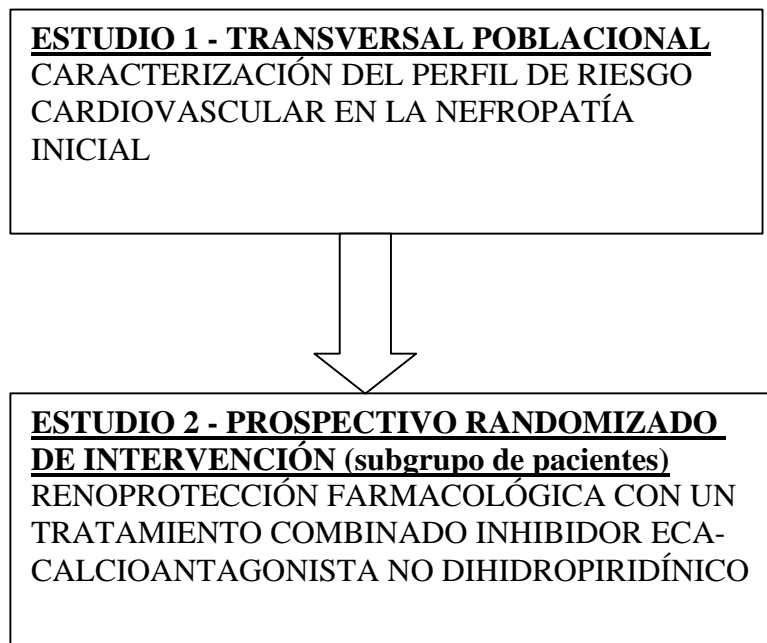 ESTUDIO 1 - TRANSVERSAL POBLACIONAL
CARACTERIZACIÓN DEL PERFIL DE RIESGO
CARDIOVASCULAR EN LA NEFROPATÍA
INICIAL
ESTUDIO 2 - PROSPECTIVO RANDOMIZADO
DE INTERVENCIÓN (subgrupo de pacientes)
RENOPROTECCIÓN FARMACOLÓGICA CON UN
TRATAMIENTO COMBINADO INHIBIDOR ECA-
CALCIOANTAGONISTA NO DIHIDROPIRIDÍNICO